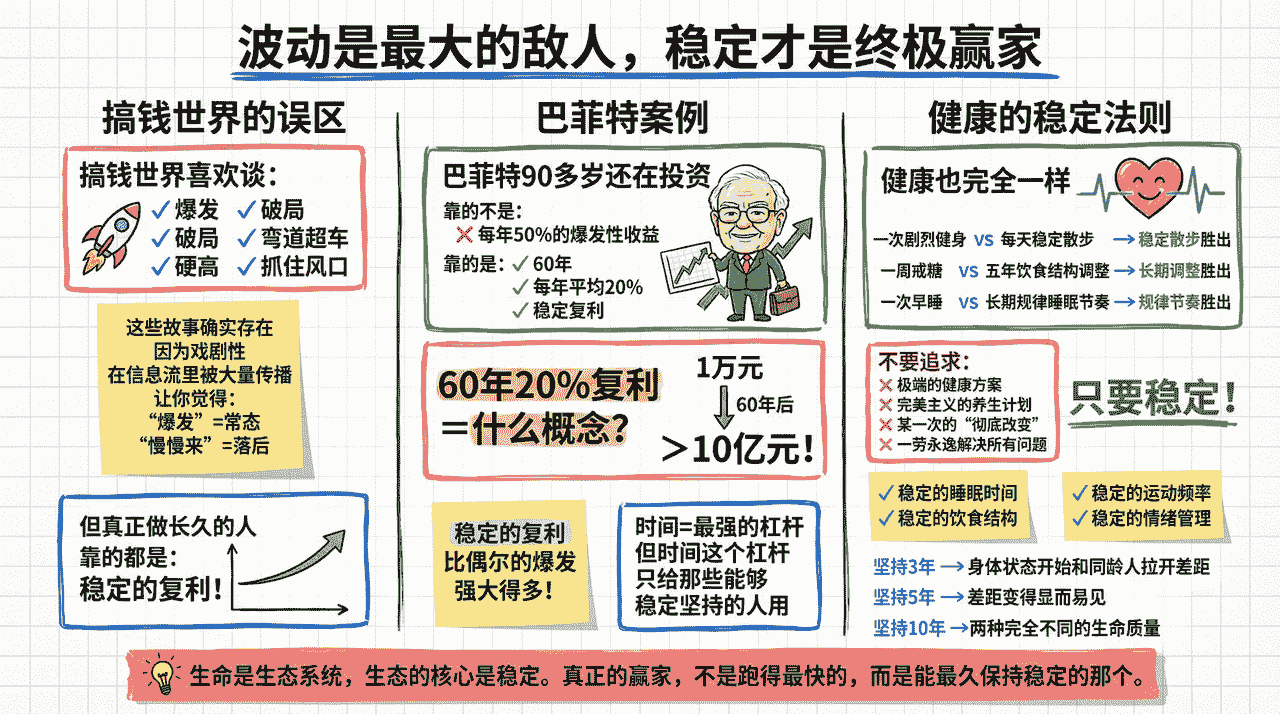 波动是最大的敌人，稳定才是终极赢家
搞钱世界的误区
搞钱世界喜欢谈：
✓ 爆发 ✓ 破局
✓ 破局 ✓ 弯道超车
✓ 硬高 ✓ 抓住风口
这些故事确实存在
因为戏剧性
在信息流里被大量传播
让你觉得：
“爆发”=常态
“慢慢来”=落后
但真正做长久的人
靠的都是：
稳定的复利！
巴菲特案例
巴菲特90多岁还在投资
靠的不是：
❌ 每年50%的爆发性收益
靠的是：✓ 60年
✓ 每年平均20%
✓ 稳定复利
60年20%复利
＝什么概念？
1万元
60年后
＞10亿元！
稳定的复利
比偶尔的爆发
强大得多！
时间=最强的杠杆
但时间这个杠杆
只给那些能够
稳定坚持的人用
健康的稳定法则
健康也完全一样
一次剧烈健身 VS 每天稳定散步 → 稳定散步胜出
一周戒糖 VS 五年饮食结构调整 → 长期调整胜出
一次早睡 VS 长期规律睡眠节奏 → 规律节奏胜出
不要追求：
❌ 极端的健康方案
❌ 完美主义的养生计划
❌ 某一次的“彻底改变”
❌ 一劳永逸解决所有问题
只要稳定！
✓ 稳定的睡眠时间
✓ 稳定的饮食结构
✓ 稳定的运动频率
✓ 稳定的情绪管理
坚持3年 → 身体状态开始和同龄人拉开差距
坚持5年 → 差距变得显而易见
坚持10年 → 两种完全不同的生命质量
生命是生态系统，生态的核心是稳定。真正的赢家，不是跑得最快的，而是能最久保持稳定的那个。